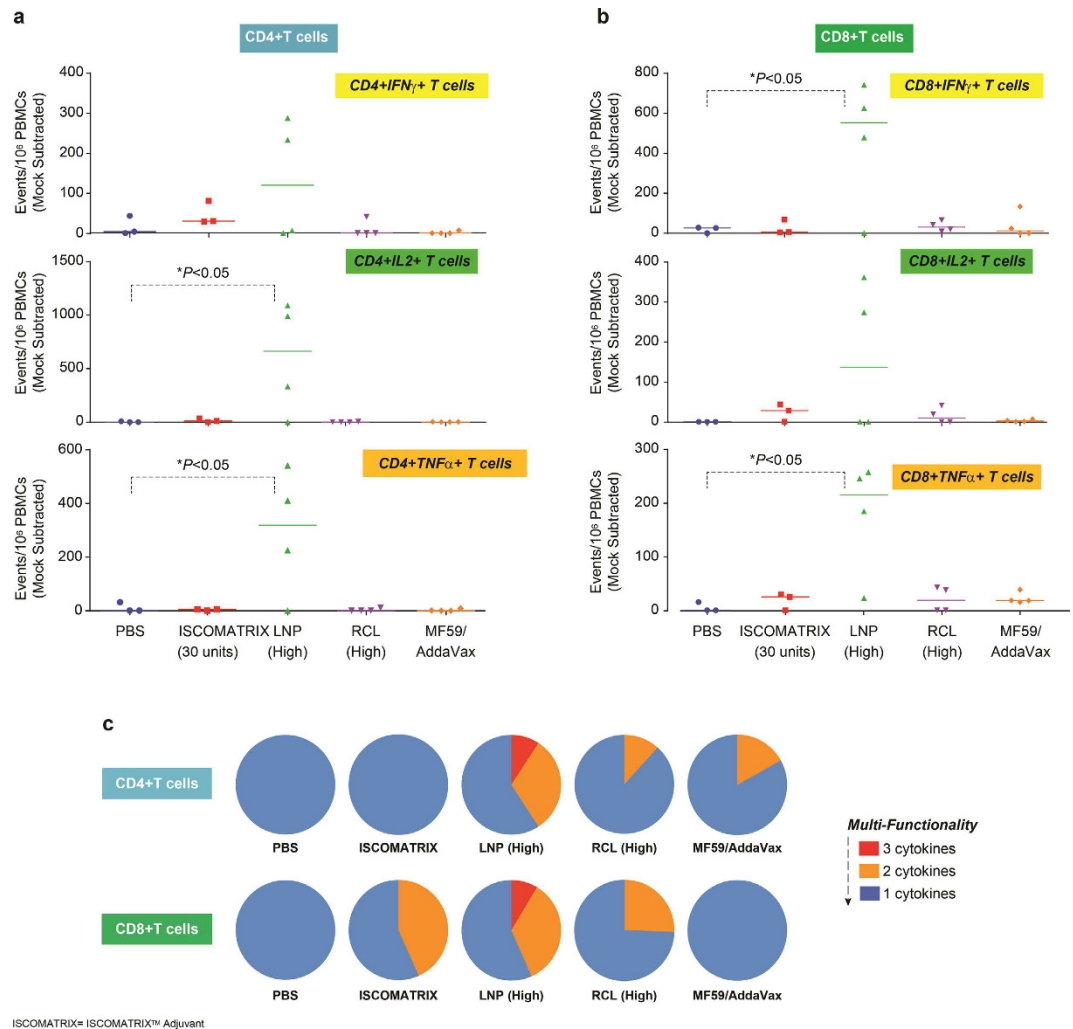 a
CD4+T cells
400
300
200
100
0
Events/10⁶ PBMCs
(Mock Subtracted)
CD4+IFNγ+ T cells
1500
1000
500
0
Events/10⁶ PBMCs
(Mock Subtracted)
*P<0.05
CD4+IL2+ T cells
600
400
200
0
Events/10⁶ PBMCs
(Mock Subtracted)
*P<0.05
CD4+TNFα+ T cells
PBS ISCOMATRIX LNP RCL MF59/
(30 units) (High) (High) AddaVax
b
CD8+T cells
800
600
400
200
0
Events/10⁶ PBMCs
(Mock Subtracted)
*P<0.05
CD8+IFNγ+ T cells
400
300
200
100
0
Events/10⁶ PBMCs
(Mock Subtracted)
CD8+IL2+ T cells
300
200
100
0
Events/10⁶ PBMCs
(Mock Subtracted)
*P<0.05
CD8+TNFα+ T cells
PBS ISCOMATRIX LNP RCL MF59/
(30 units) (High) (High) AddaVax
c
CD4+T cells
PBS ISCOMATRIX LNP (High) RCL (High) MF59/AddaVax
CD8+T cells
PBS ISCOMATRIX LNP (High) RCL (High) MF59/AddaVax
Multi-Functionality
3 cytokines
2 cytokines
1 cytokines
ISCOMATRIX= ISCOMATRIX™ Adjuvant